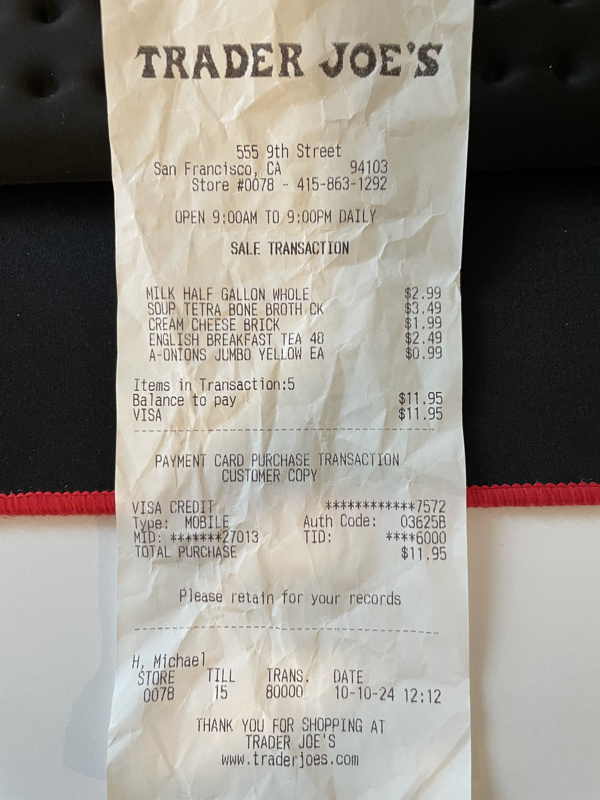 TRADER JOE'S
555 9th Street
San Francisco, CA 94103
Store #0078 - 415-863-1292
OPEN 9:00AM TO 9:00PM DAILY
SALE TRANSACTION
MILK HALF GALLON WHOLE $2.99
SOUP TETRA BONE BROTH CK $3.49
CREAM CHEESE BRICK $1.99
ENGLISH BREAKFAST TEA 48 $2.49
A-ONIONS JUMBO YELLOW EA $0.99
Items in Transaction:5
Balance to pay $11.95
VISA $11.95
PAYMENT CARD PURCHASE TRANSACTION
CUSTOMER COPY
VISA CREDIT ************7572
Type: MOBILE Auth Code: 03625B
MID: *******27013 TID: ****6000
TOTAL PURCHASE $11.95
Please retain for your records
H, Michael
STORE TILL TRANS. DATE
0078 15 80000 10-10-24 12:12
THANK YOU FOR SHOPPING AT
TRADER JOE'S
www.traderjoes.com